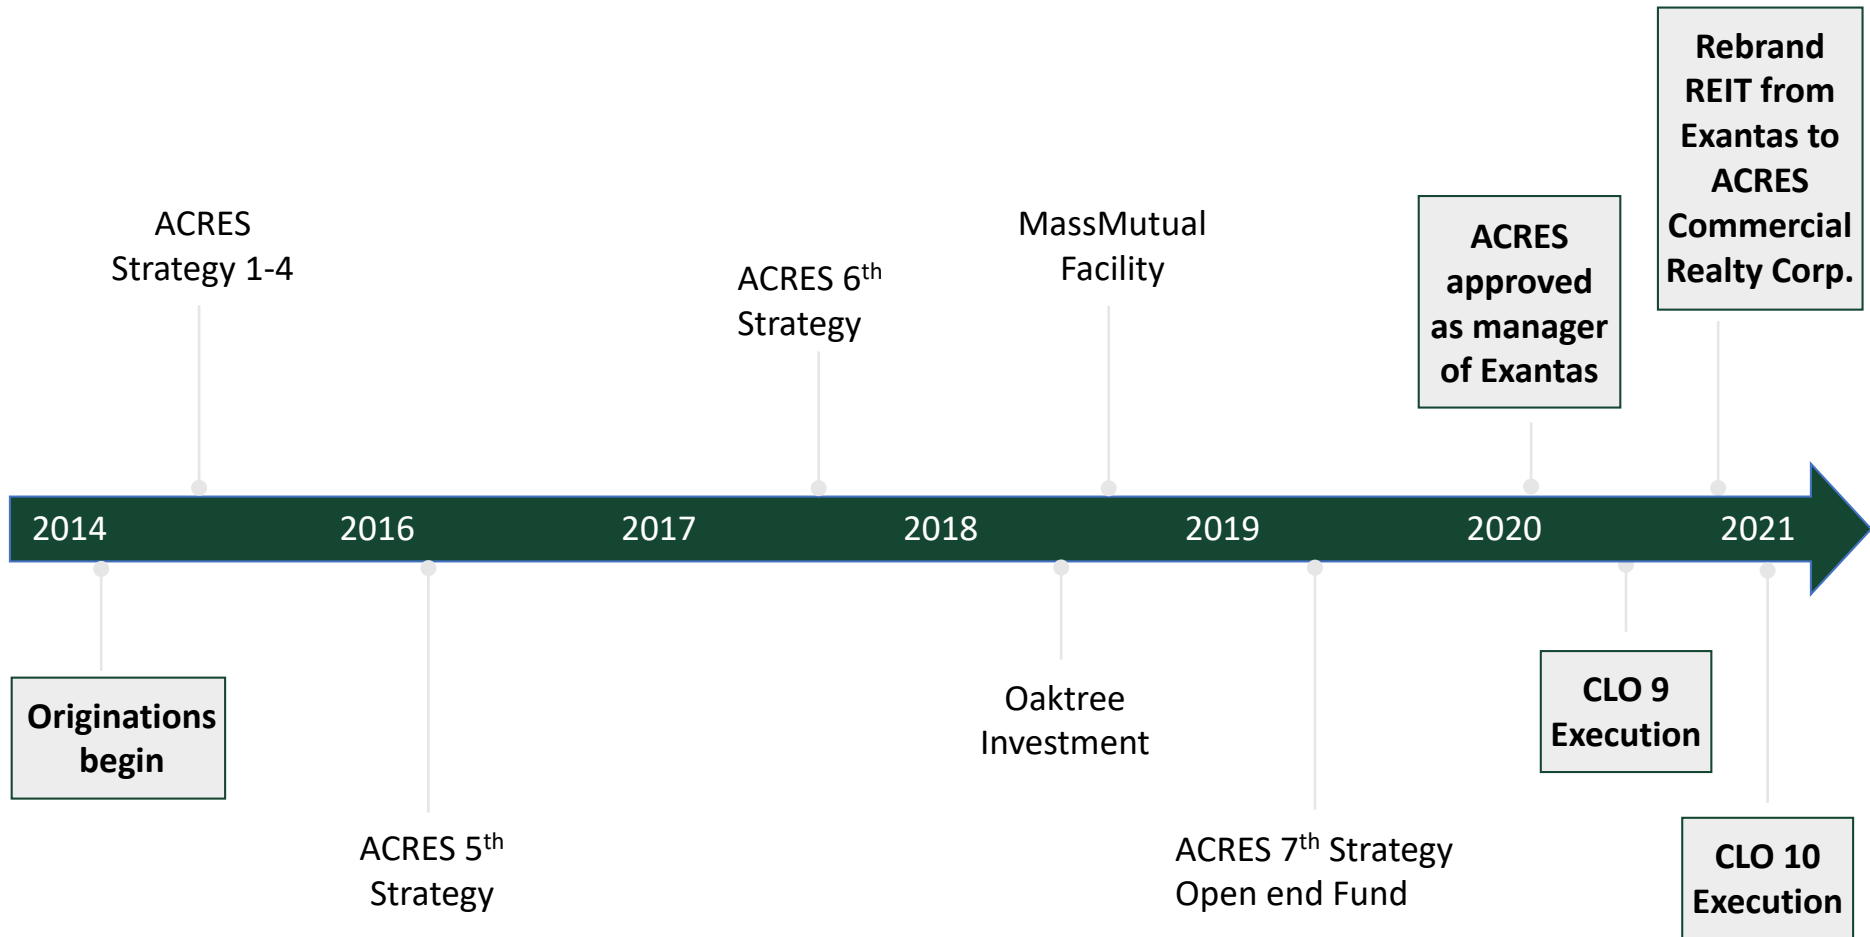 Rebrand
REIT from
Exantas to
ACRES
Commercial
Realty Corp.
ACRES
Strategy 1-4
ACRES 6th
Strategy
MassMutual
Facility
ACRES
approved
as manager
of Exantas
2014 2016 2017 2018 2019 2020 2021
Originations
begin
Oaktree
Investment
CLO 9
Execution
ACRES 5th
Strategy
ACRES 7th Strategy
Open end Fund
CLO 10
Execution